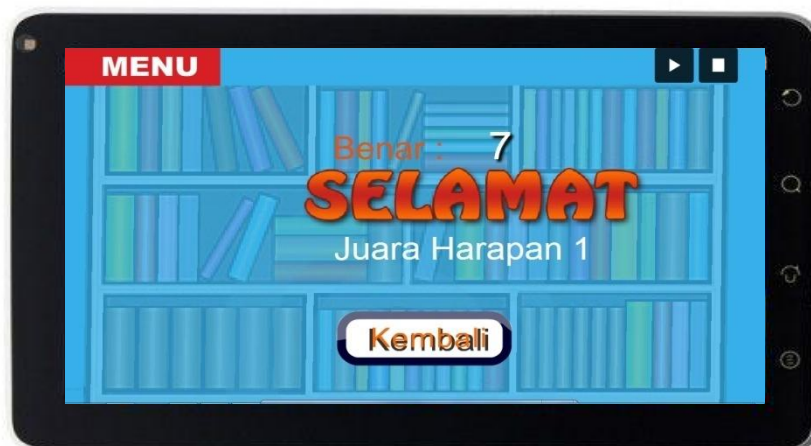 MENU
Benar : 7
SELAMAT
Juara Harapan 1
Kembali